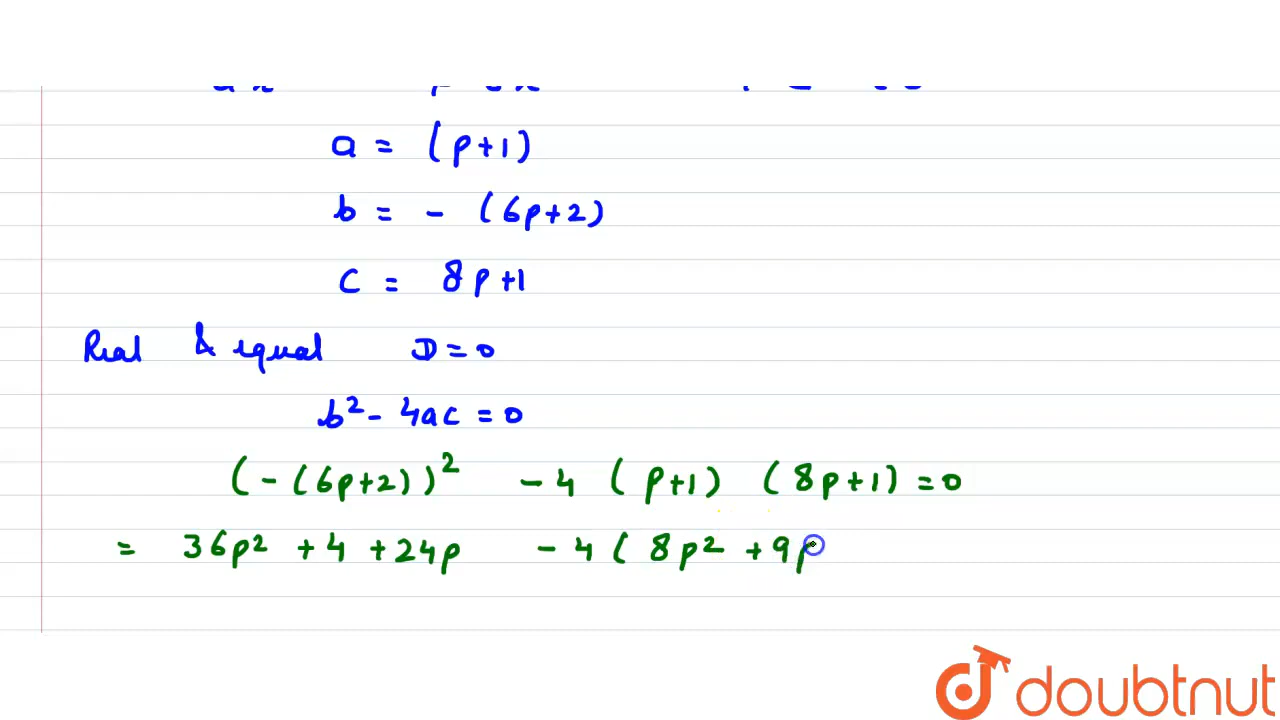 a = (p+1)
b = - (6p+2)
c = 8p+1
Real & equal D=0
b² - 4ac = 0
(-(6p+2))² - 4 (p+1) (8p+1) = 0
= 36p² + 4 + 24p - 4 ( 8p² + 9p
doubtnut